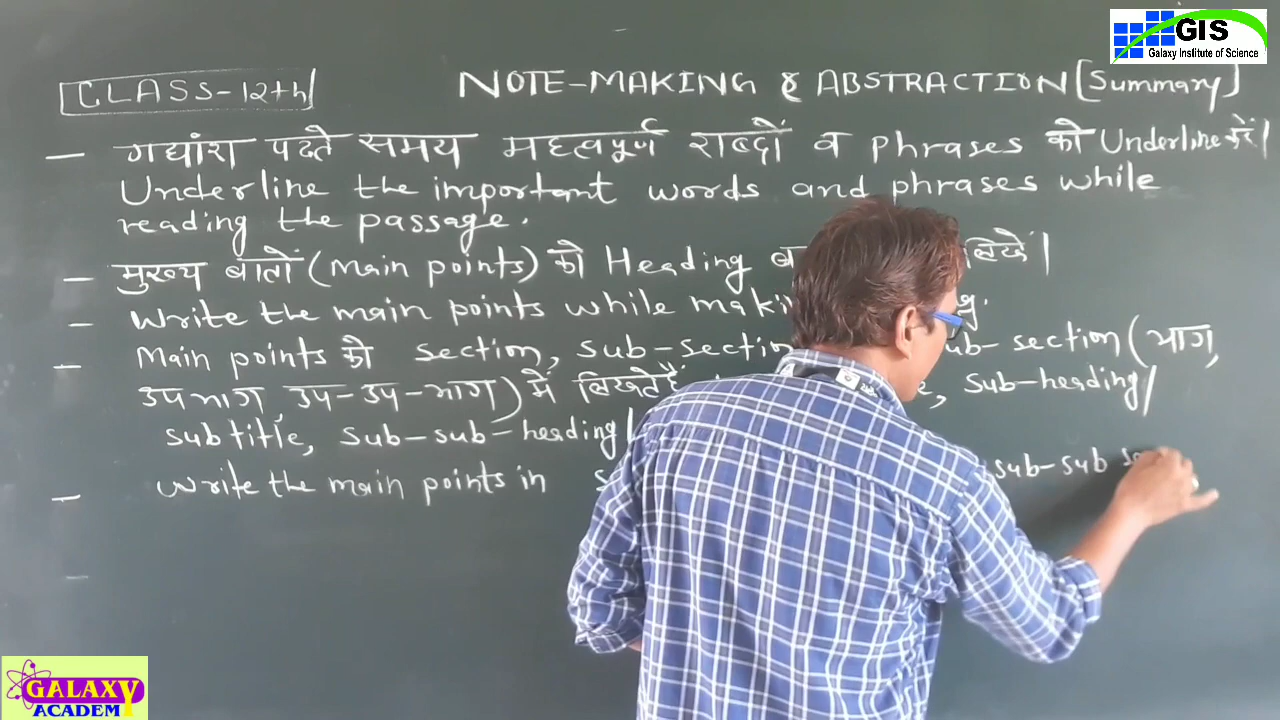 GIS
Galaxy Institute of Science
CLASS-12th
NOTE-MAKING & ABSTRACTION (Summary)
- गद्यांश पढते समय महत्वपूर्ण शब्दों व phrases को Underline करें।
Underline the important words and phrases while
reading the passage.
- मुख्य बातों (main points) को Heading लिखें।
- Write the main points while
- Main points को section, sub-section sub-section (भाग,
उपभाग, उप-उप-भाग) में लिखते हैं sub-heading/
subtitle, sub-sub-heading/
- Write the main points in sub-sub
-
GALAXY
ACADEMY